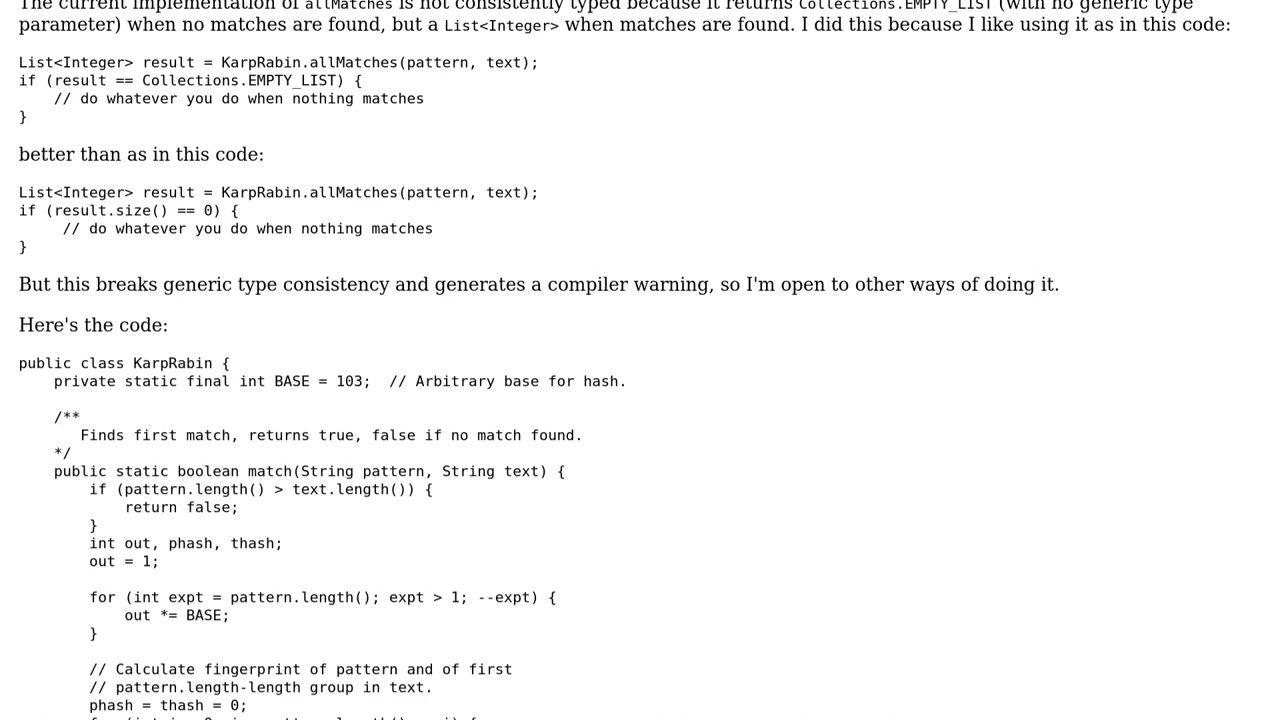 The current implementation of allMatches is not consistently typed because it returns Collections.EMPTY_LIST (with no generic type
parameter) when no matches are found, but a List<Integer> when matches are found. I did this because I like using it as in this code:
List<Integer> result = KarpRabin.allMatches(pattern, text);
if (result == Collections.EMPTY_LIST) {
    // do whatever you do when nothing matches
}
better than as in this code:
List<Integer> result = KarpRabin.allMatches(pattern, text);
if (result.size() == 0) {
     // do whatever you do when nothing matches
}
But this breaks generic type consistency and generates a compiler warning, so I'm open to other ways of doing it.
Here's the code:
public class KarpRabin {
    private static final int BASE = 103;  // Arbitrary base for hash.
    /**
       Finds first match, returns true, false if no match found.
    */
    public static boolean match(String pattern, String text) {
        if (pattern.length() > text.length()) {
            return false;
        }
        int out, phash, thash;
        out = 1;
        for (int expt = pattern.length(); expt > 1; --expt) {
            out *= BASE;
        }
        // Calculate fingerprint of pattern and of first
        // pattern.length-length group in text.
        phash = thash = 0;